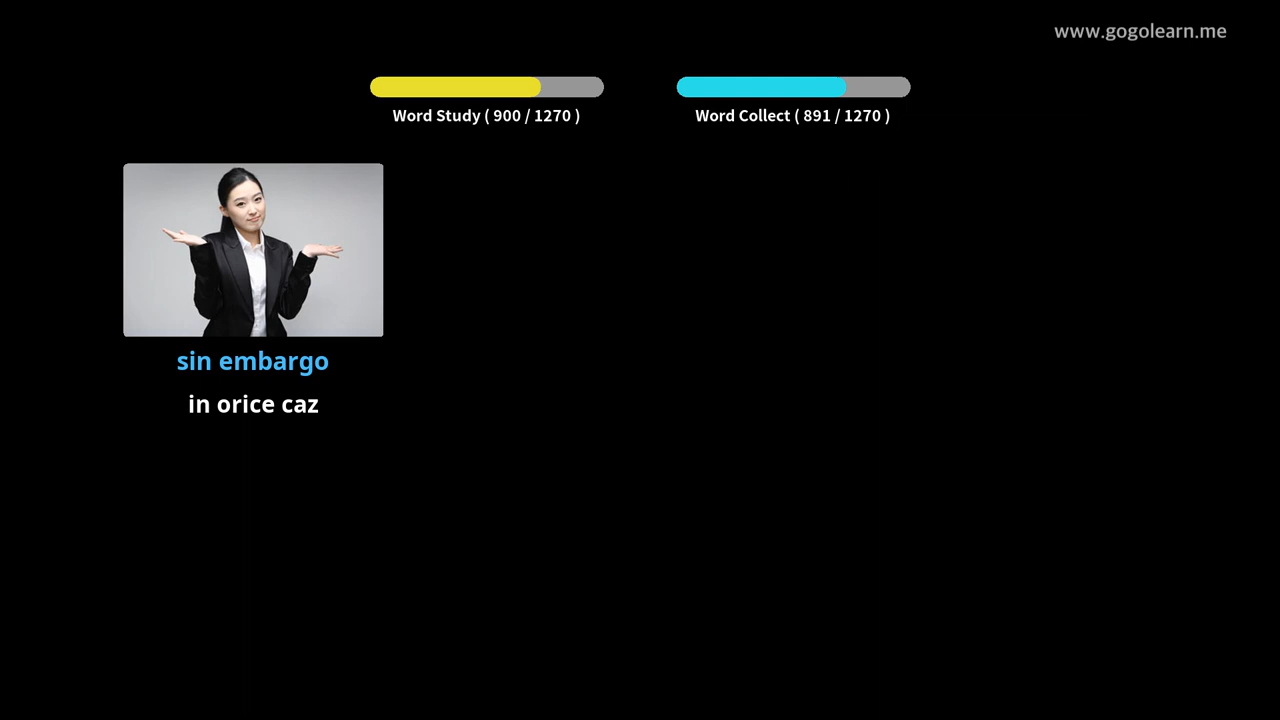 www.gogolearn.me
Word Study ( 900 / 1270 )
Word Collect ( 891 / 1270 )
sin embargo
in orice caz